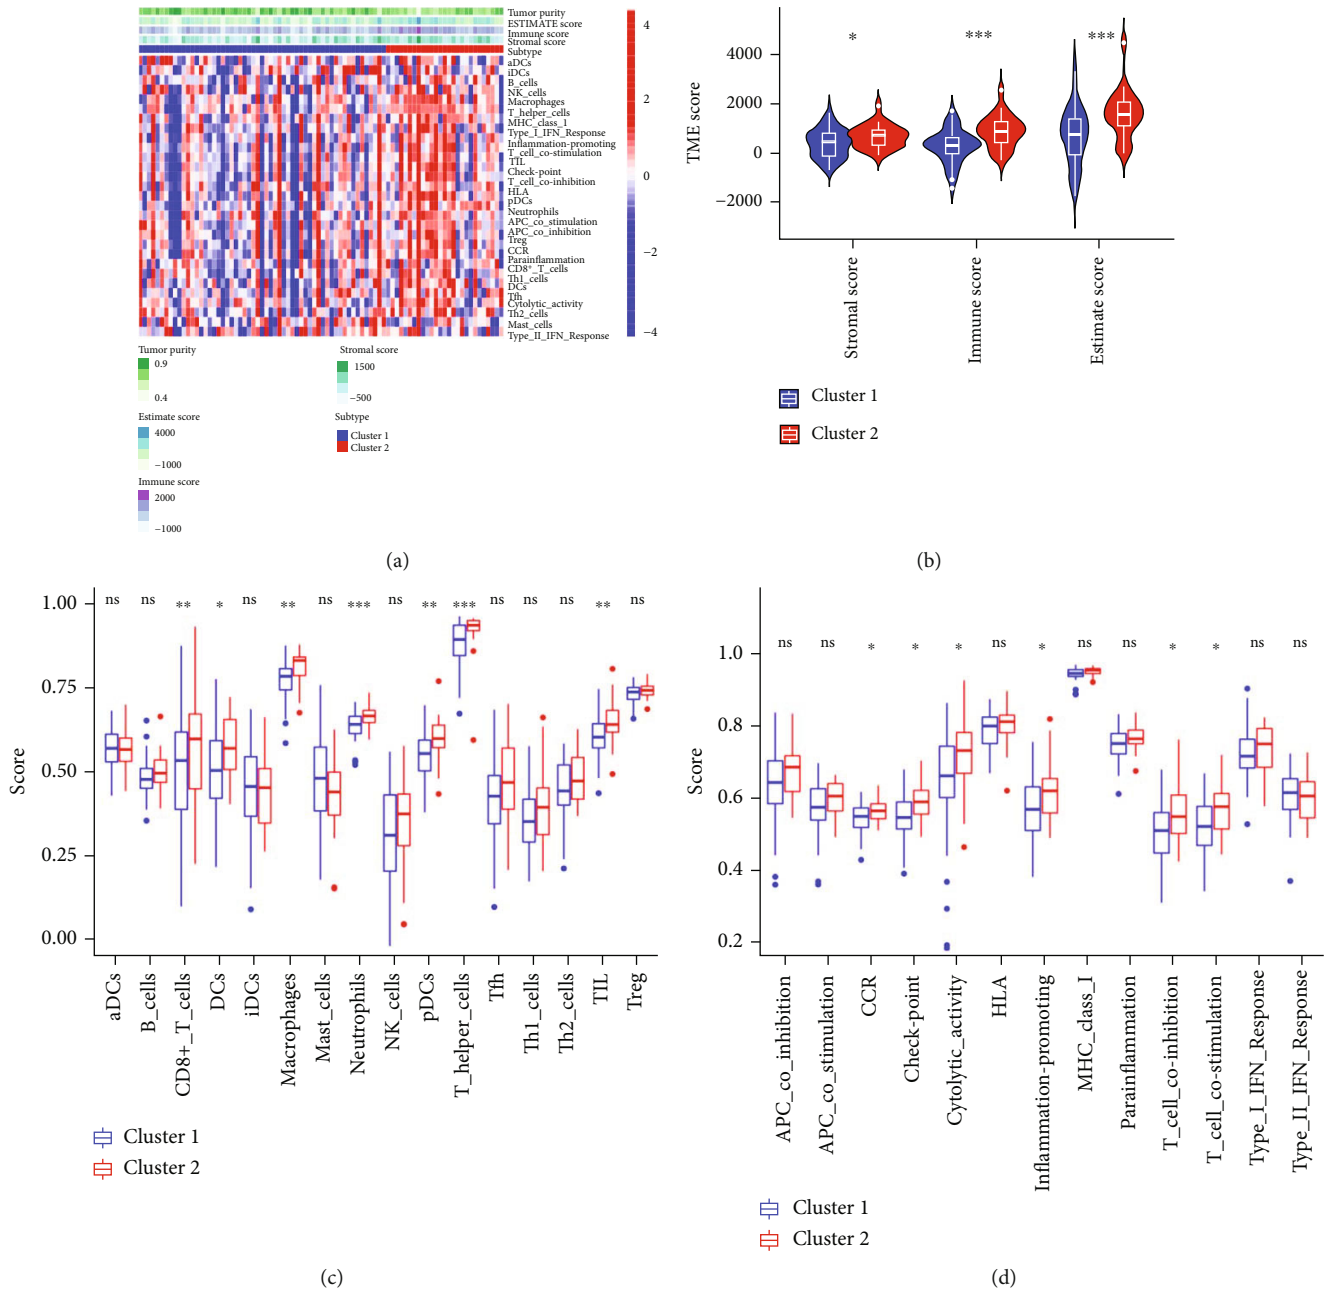 Tumor purity
ESTIMATE score
Immune score
Stromal score
Subtype
aDCs
iDCs
B_cells
NK_cells
Macrophages
T_helper_cells
MHC_class_1
Type_I_IFN_Response
Inflammation-promoting
T_cell_co-stimulation
TIL
Check-point
T_cell_co-inhibition
HLA
pDCs
Neutrophils
APC_co_stimulation
APC_co_inhibition
Treg
CCR
Parainflammation
CD8⁺_T_cells
Th1_cells
DCs
Tfh
Cytolytic_activity
Th2_cells
Mast_cells
Type_II_IFN_Response
4
2
0
−2
−4
Tumor purity
0.9
0.4
Stromal score
1500
−500
Estimate score
4000
−1000
Subtype
Cluster 1
Cluster 2
Immune score
2000
−1000
(a)
TME score
4000
2000
0
−2000
* *** ***
Stromal score
Immune score
Estimate score
Cluster 1
Cluster 2
(b)
Score
1.00
0.75
0.50
0.25
0.00
ns ns ** * ns ** ns *** ns ** *** ns ns ns ** ns
aDCs
B_cells
CD8+_T_cells
DCs
iDCs
Macrophages
Mast_cells
Neutrophils
NK_cells
pDCs
T_helper_cells
Tfh
Th1_cells
Th2_cells
TIL
Treg
Cluster 1
Cluster 2
(c)
Score
1.0
0.8
0.6
0.4
0.2
ns ns * * * ns * ns ns * * ns ns
APC_co_inhibition
APC_co_stimulation
CCR
Check-point
Cytolytic_activity
HLA
Inflammation-promoting
MHC_class_I
Parainflammation
T_cell_co-inhibition
T_cell_co-stimulation
Type_I_IFN_Response
Type_II_IFN_Response
Cluster 1
Cluster 2
(d)